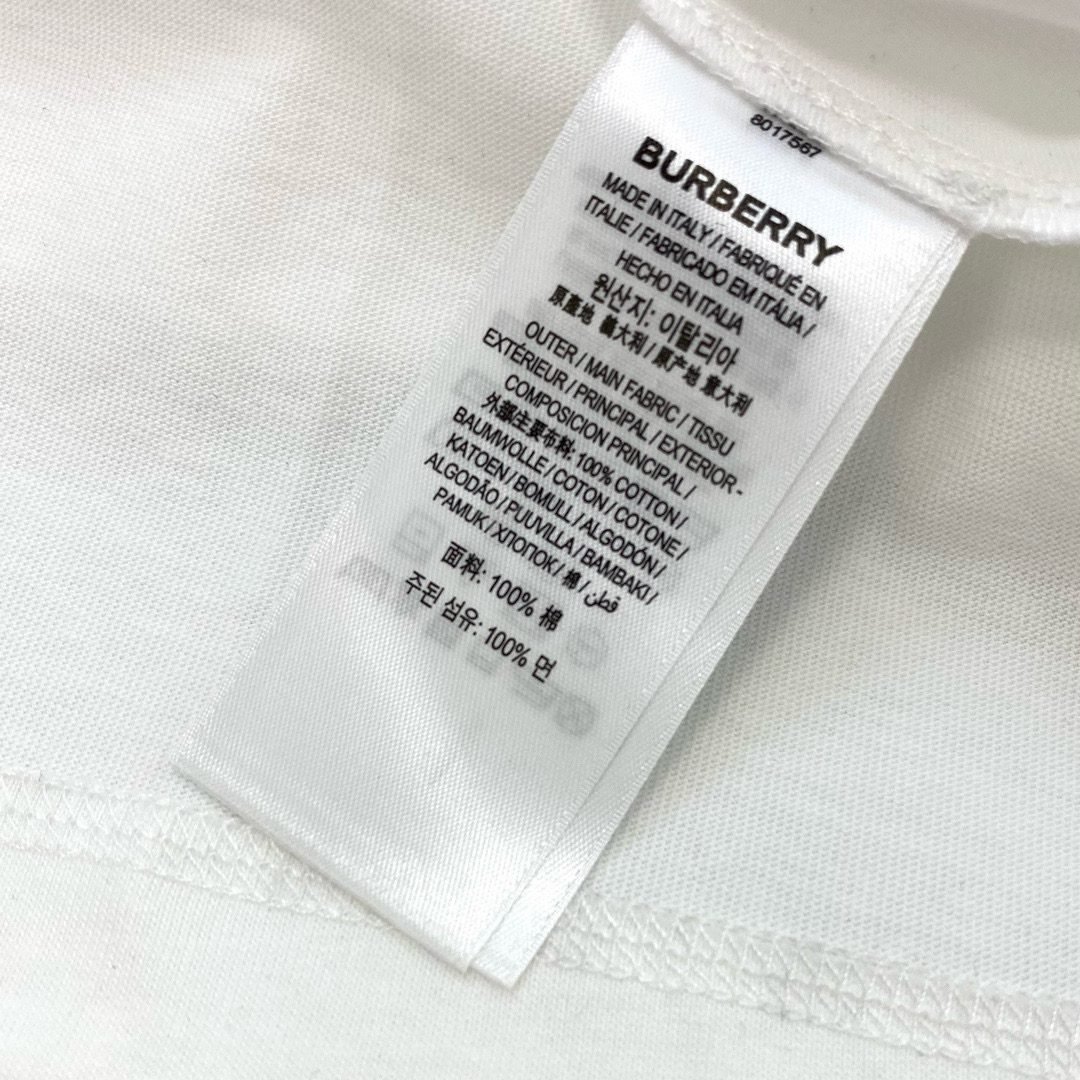 8017567
BURBERRY
MADE IN ITALY / FABRIQUÉ EN
ITALIE / FABRICADO EM ITÁLIA /
HECHO EN ITALIA
원산지: 이탈리아
原產地 義大利 / 原产地 意大利
OUTER / MAIN FABRIC / TISSU
EXTÉRIEUR / PRINCIPAL / EXTERIOR -
COMPOSICION PRINCIPAL /
外部主要布料: 100% COTTON /
BAUMWOLLE / COTON / COTONE /
KATOEN / BOMULL / ALGODÓN /
ALGODÃO / PUUVILLA / BAMBAKI /
PAMUK / ХЛОПОК / 棉 / قطن
面料: 100% 棉
주된 섬유: 100% 면